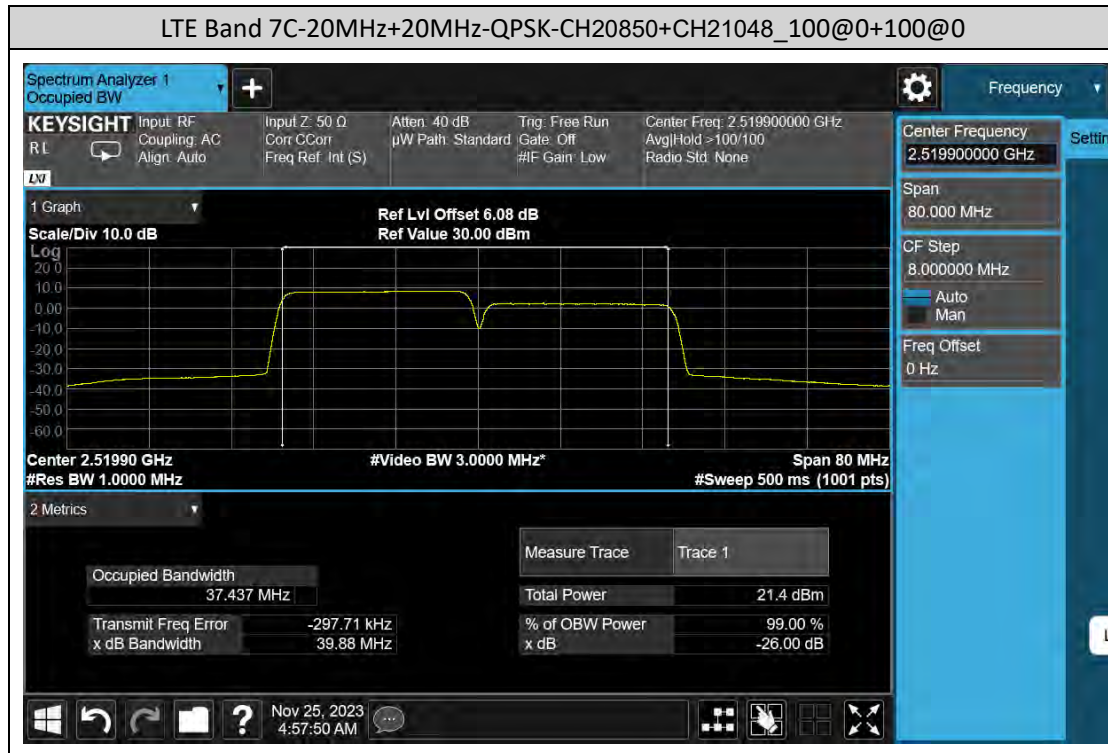 LTE Band 7C-20MHz+20MHz-QPSK-CH20850+CH21048_100@0+100@0
Spectrum Analyzer 1
Occupied BW
+
Frequency
KEYSIGHT
RL
LXI
Input: RF
Coupling: AC
Align: Auto
Input Z: 50 Ω
Corr CCorr
Freq Ref: Int (S)
Atten: 40 dB
µW Path: Standard
Trig: Free Run
Gate: Off
#IF Gain: Low
Center Freq: 2.519900000 GHz
Avg|Hold >100/100
Radio Std: None
Center Frequency
2.519900000 GHz
Settin
Span
80.000 MHz
CF Step
8.000000 MHz
Auto
Man
Freq Offset
0 Hz
1 Graph
Scale/Div 10.0 dB
Ref Lvl Offset 6.08 dB
Ref Value 30.00 dBm
Log
20.0
10.0
0.00
-10.0
-20.0
-30.0
-40.0
-50.0
-60.0
Center 2.51990 GHz
#Video BW 3.0000 MHz*
Span 80 MHz
#Res BW 1.0000 MHz
#Sweep 500 ms (1001 pts)
2 Metrics
Measure Trace Trace 1
Occupied Bandwidth
37.437 MHz
Total Power 21.4 dBm
Transmit Freq Error -297.71 kHz
% of OBW Power 99.00 %
x dB Bandwidth 39.88 MHz
x dB -26.00 dB
L
?
Nov 25, 2023
4:57:50 AM